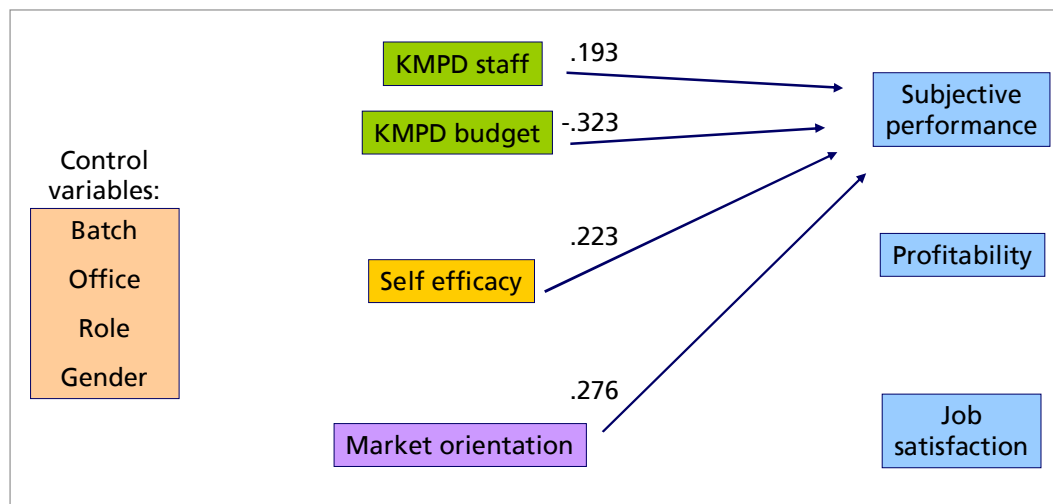 KMPD staff
.193
KMPD budget
-.323
Subjective
performance
Control
variables:
Batch
Office
Role
Gender
.223
Self efficacy
Profitability
.276
Market orientation
Job
satisfaction